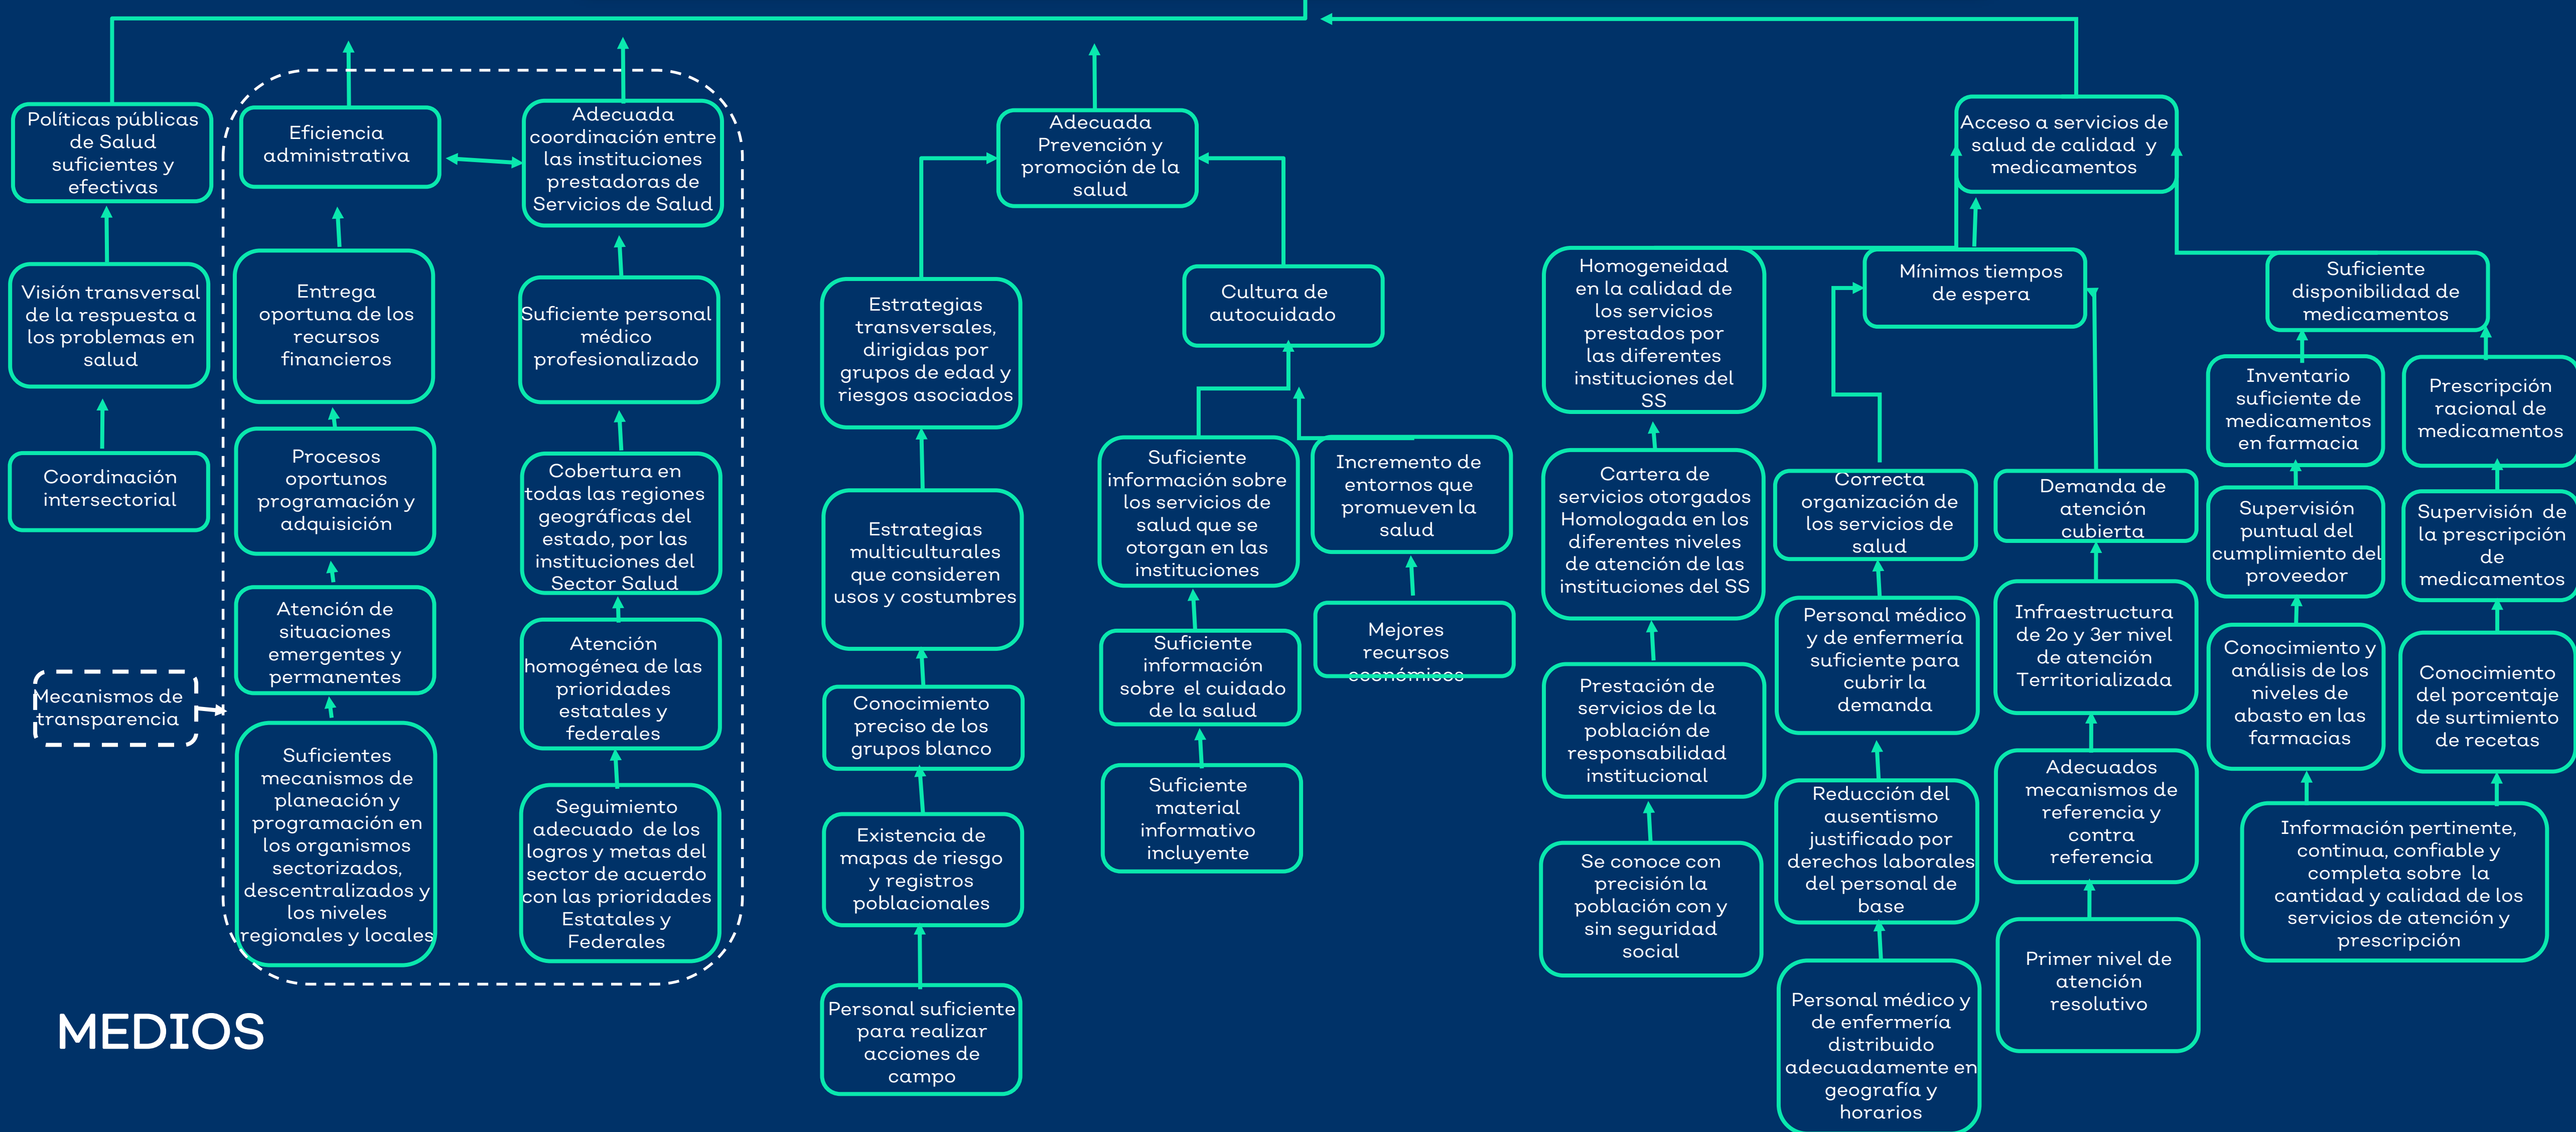 Políticas públicas
de Salud
suficientes y
efectivas
Visión transversal
de la respuesta a
los problemas en
salud
Coordinación
intersectorial
Mecanismos de
transparencia
Eficiencia
administrativa
Entrega
oportuna de los
recursos
financieros
Procesos
oportunos
programación y
adquisición
Atención de
situaciones
emergentes y
permanentes
Suficientes
mecanismos de
planeación y
programación en
los organismos
sectorizados,
descentralizados y
los niveles
regionales y locales
Adecuada
coordinación entre
las instituciones
prestadoras de
Servicios de Salud
Suficiente personal
médico
profesionalizado
Cobertura en
todas las regiones
geográficas del
estado, por las
instituciones del
Sector Salud
Atención
homogénea de las
prioridades
estatales y
federales
Seguimiento
adecuado de los
logros y metas del
sector de acuerdo
con las prioridades
Estatales y
Federales
Adecuada
Prevención y
promoción de la
salud
Estrategias
transversales,
dirigidas por
grupos de edad y
riesgos asociados
Estrategias
multiculturales
que consideren
usos y costumbres
Conocimiento
preciso de los
grupos blanco
Existencia de
mapas de riesgo
y registros
poblacionales
Personal suficiente
para realizar
acciones de
campo
Cultura de
autocuidado
Suficiente
información sobre
los servicios de
salud que se
otorgan en las
instituciones
Suficiente
información
sobre el cuidado
de la salud
Suficiente
material
informativo
incluyente
Incremento de
entornos que
promueven la
salud
Mejores
recursos
económicos
Acceso a servicios de
salud de calidad y
medicamentos
Homogeneidad
en la calidad de
los servicios
prestados por
las diferentes
instituciones del
SS
Cartera de
servicios otorgados
Homologada en los
diferentes niveles
de atención de las
instituciones del SS
Prestación de
servicios de la
población de
responsabilidad
institucional
Se conoce con
precisión la
población con y
sin seguridad
social
Mínimos tiempos
de espera
Correcta
organización de
los servicios de
salud
Personal médico
y de enfermería
suficiente para
cubrir la
demanda
Reducción del
ausentismo
justificado por
derechos laborales
del personal de
base
Personal médico y
de enfermería
distribuido
adecuadamente en
geografía y
horarios
Demanda de
atención
cubierta
Infraestructura
de 2o y 3er nivel
de atención
Territorializada
Adecuados
mecanismos de
referencia y
contra
referencia
Primer nivel de
atención
resolutivo
Suficiente
disponibilidad de
medicamentos
Inventario
suficiente de
medicamentos
en farmacia
Supervisión
puntual del
cumplimiento del
proveedor
Conocimiento y
análisis de los
niveles de
abasto en las
farmacias
Prescripción
racional de
medicamentos
Supervisión de
la prescripción
de
medicamentos
Conocimiento
del porcentaje
de surtimiento
de recetas
Información pertinente,
continua, confiable y
completa sobre la
cantidad y calidad de los
servicios de atención y
prescripción
MEDIOS